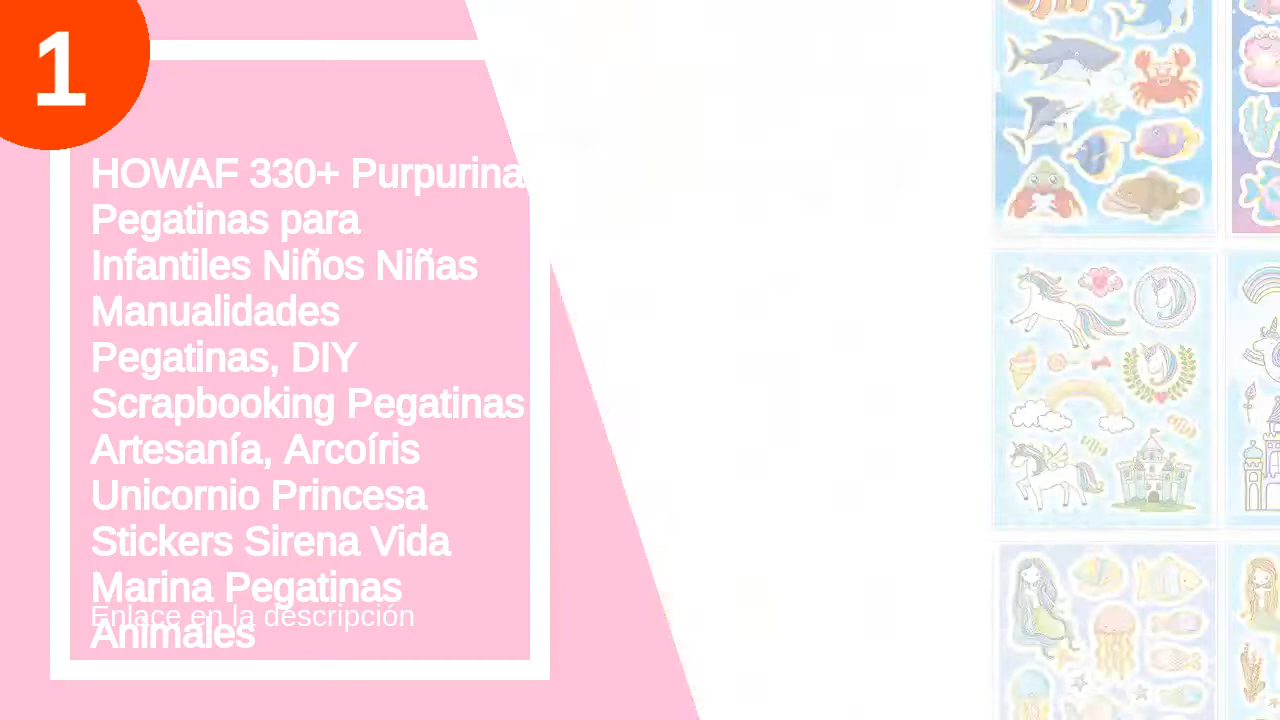 1
HOWAF 330+ Purpurina
Pegatinas para
Infantiles Niños Niñas
Manualidades
Pegatinas, DIY
Scrapbooking Pegatinas
Artesanía, Arcoíris
Unicornio Princesa
Stickers Sirena Vida
Marina Pegatinas
Enlace en la descripción
Animales